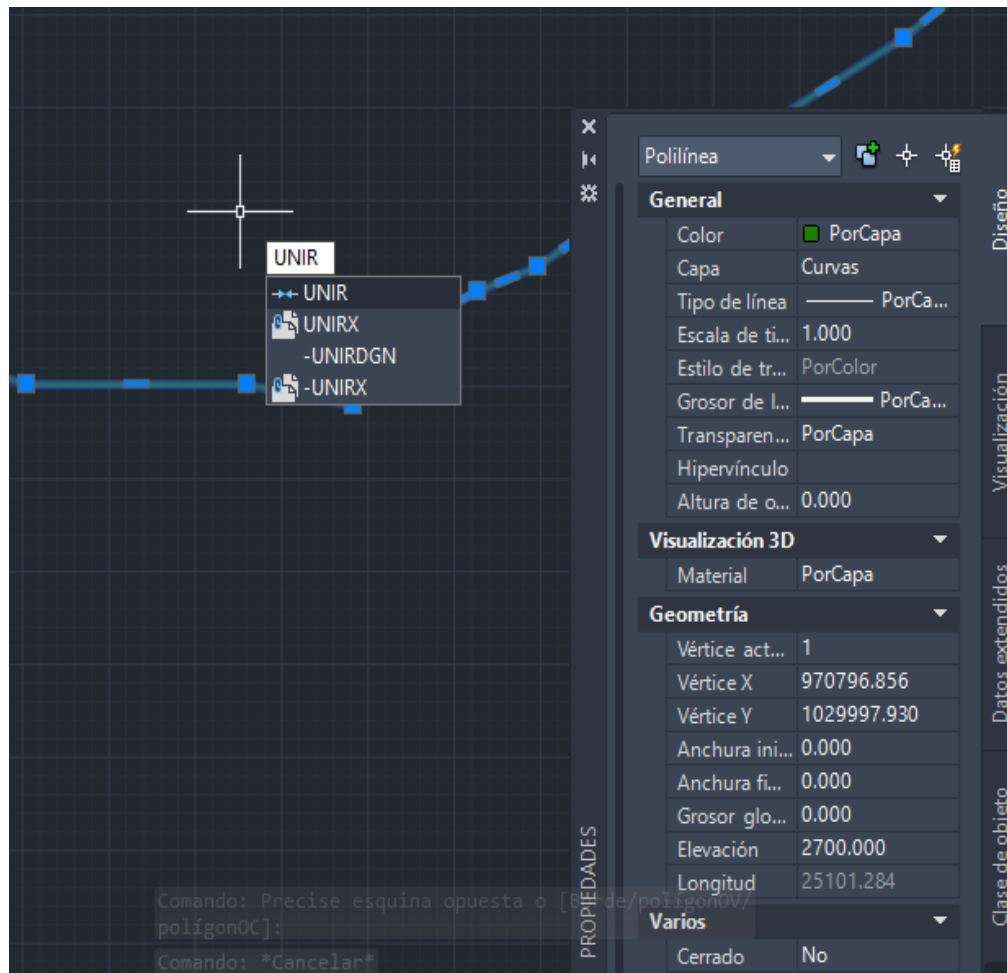 UNIR
UNIR
UNIRX
-UNIRDGN
-UNIRX
Comando: Precise esquina opuesta o [Borde/polígonOV/
polígonOC]:
Comando: *Cancelar*
PROPIEDADES
Polilínea
General
Color PorCapa
Capa Curvas
Tipo de línea PorCa...
Escala de ti... 1.000
Estilo de tr... PorColor
Grosor de l... PorCa...
Transparen... PorCapa
Hipervínculo
Altura de o... 0.000
Visualización 3D
Material PorCapa
Geometría
Vértice act... 1
Vértice X 970796.856
Vértice Y 1029997.930
Anchura ini... 0.000
Anchura fi... 0.000
Grosor glo... 0.000
Elevación 2700.000
Longitud 25101.284
Varios
Cerrado No
Diseño
Visualización
Datos extendidos
Clase de objeto